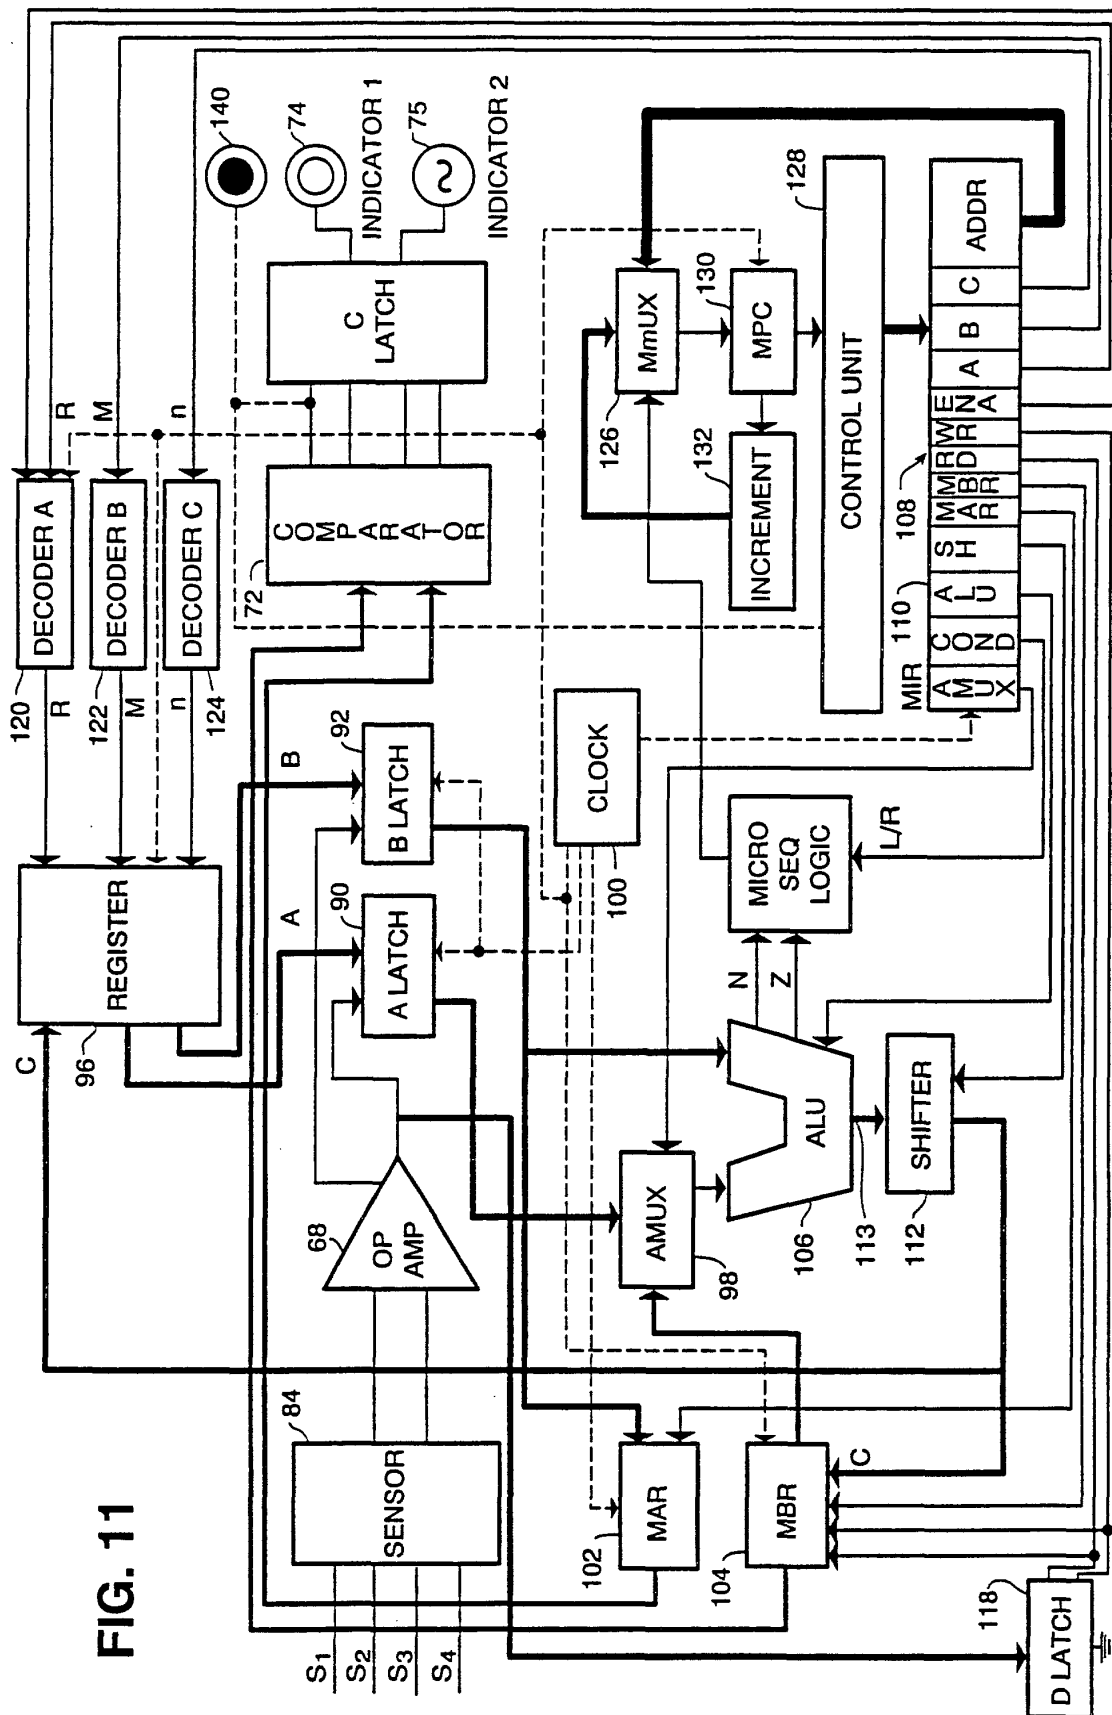 FIG. 11
S1
S2
S3
S4
SENSOR
84
OP
AMP
68
C
REGISTER
96
A
B
A LATCH
90
B LATCH
92
R
M
n
120
122
124
DECODER A
DECODER B
DECODER C
R
M
n
72
COMPARATOR
C
LATCH
140
74
INDICATOR 1
75
INDICATOR 2
MAR
102
MBR
104
C
AMUX
98
ALU
106
113
SHIFTER
112
N
Z
MICRO
SEQ
LOGIC
L/R
CLOCK
100
MmUX
126
MPC
130
INCREMENT
132
CONTROL UNIT
128
MIR
110
108
AMUX
COND
ALU
SH
MAR
MBR
RD
WR
ENA
A
B
C
ADDR
D LATCH
118